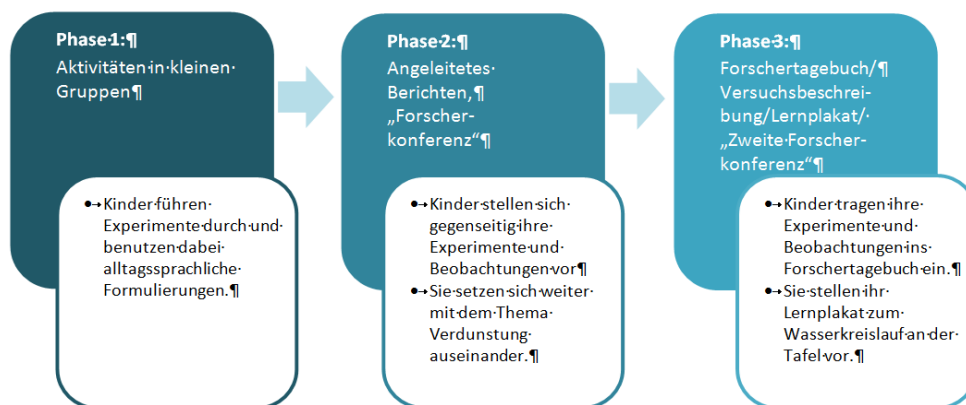 Phase·1:¶
Aktivitäten·in·kleinen·
Gruppen¶
●→Kinder·führen·
Experimente·durch·und·
benutzen·dabei·
alltagssprachliche·
Formulierungen.¶
Phase·2:¶
Angeleitetes·
Berichten,¶
„Forscher-
konferenz“¶
●→Kinder·stellen·sich·
gegenseitig·ihre·
Experimente·und·
Beobachtungen·vor¶
●→Sie·setzen·sich·weiter·
mit·dem·Thema·
Verdunstung·
auseinander.¶
Phase·3:¶
Forschertagebuch/¶
Versuchsbeschrei-
bung/Lernplakat/·
„Zweite·Forscher-
konferenz“¶
●→Kinder·tragen·ihre·
Experimente·und·
Beobachtungen·ins·
Forschertagebuch·ein.¶
●→Sie·stellen·ihr·
Lernplakat·zum·
Wasserkreislauf·an·der·
Tafel·vor.¶